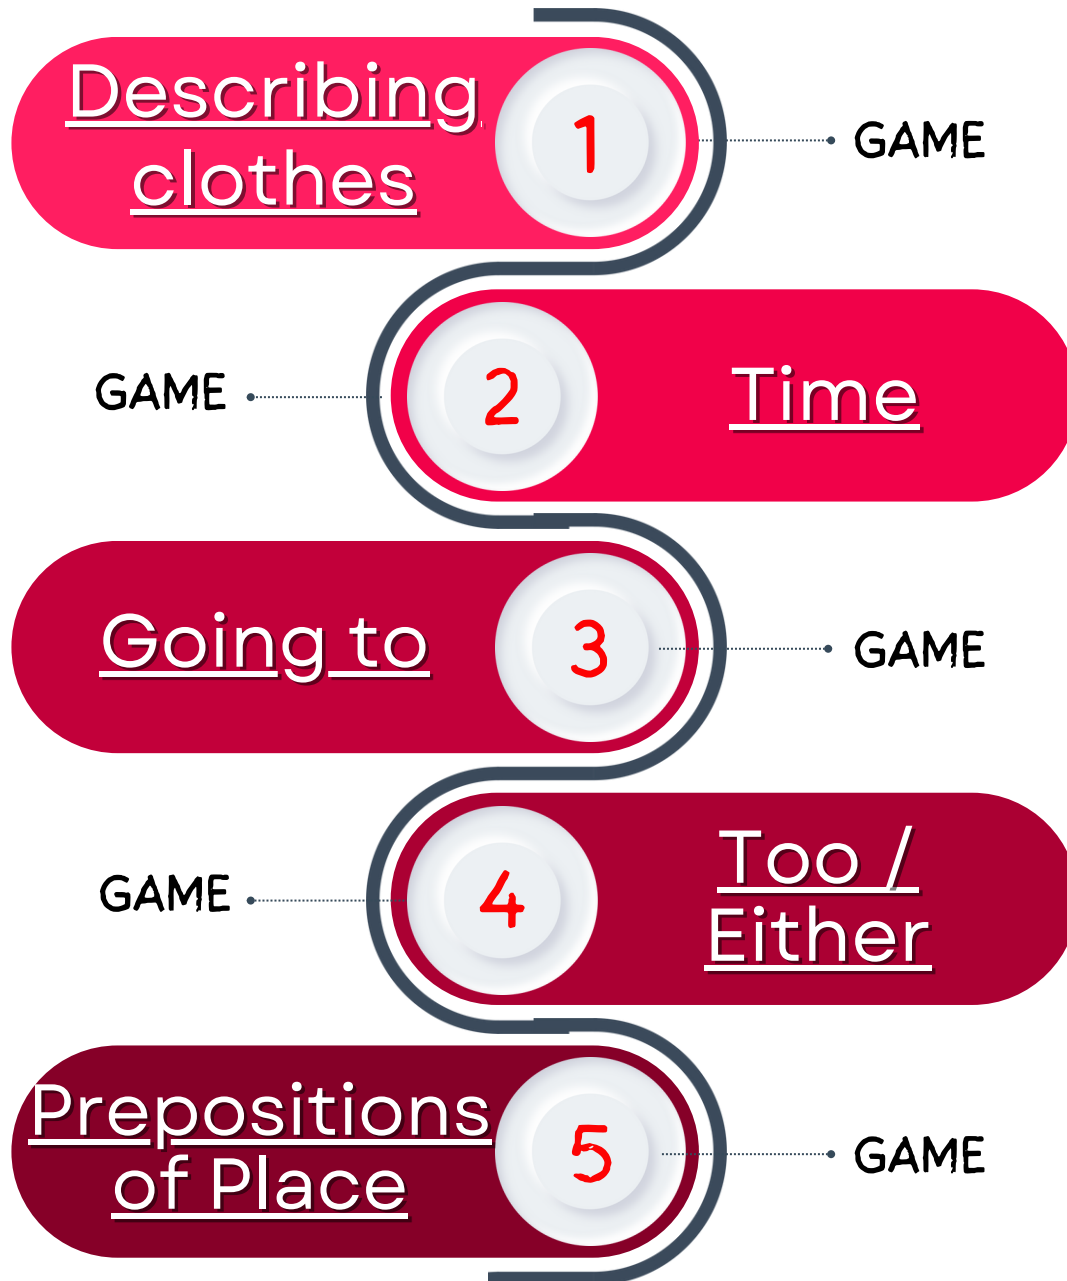 Describing
clothes
1
GAME
GAME
2
Time
Going to
3
GAME
GAME
4
Too /
Either
Prepositions
of Place
5
GAME